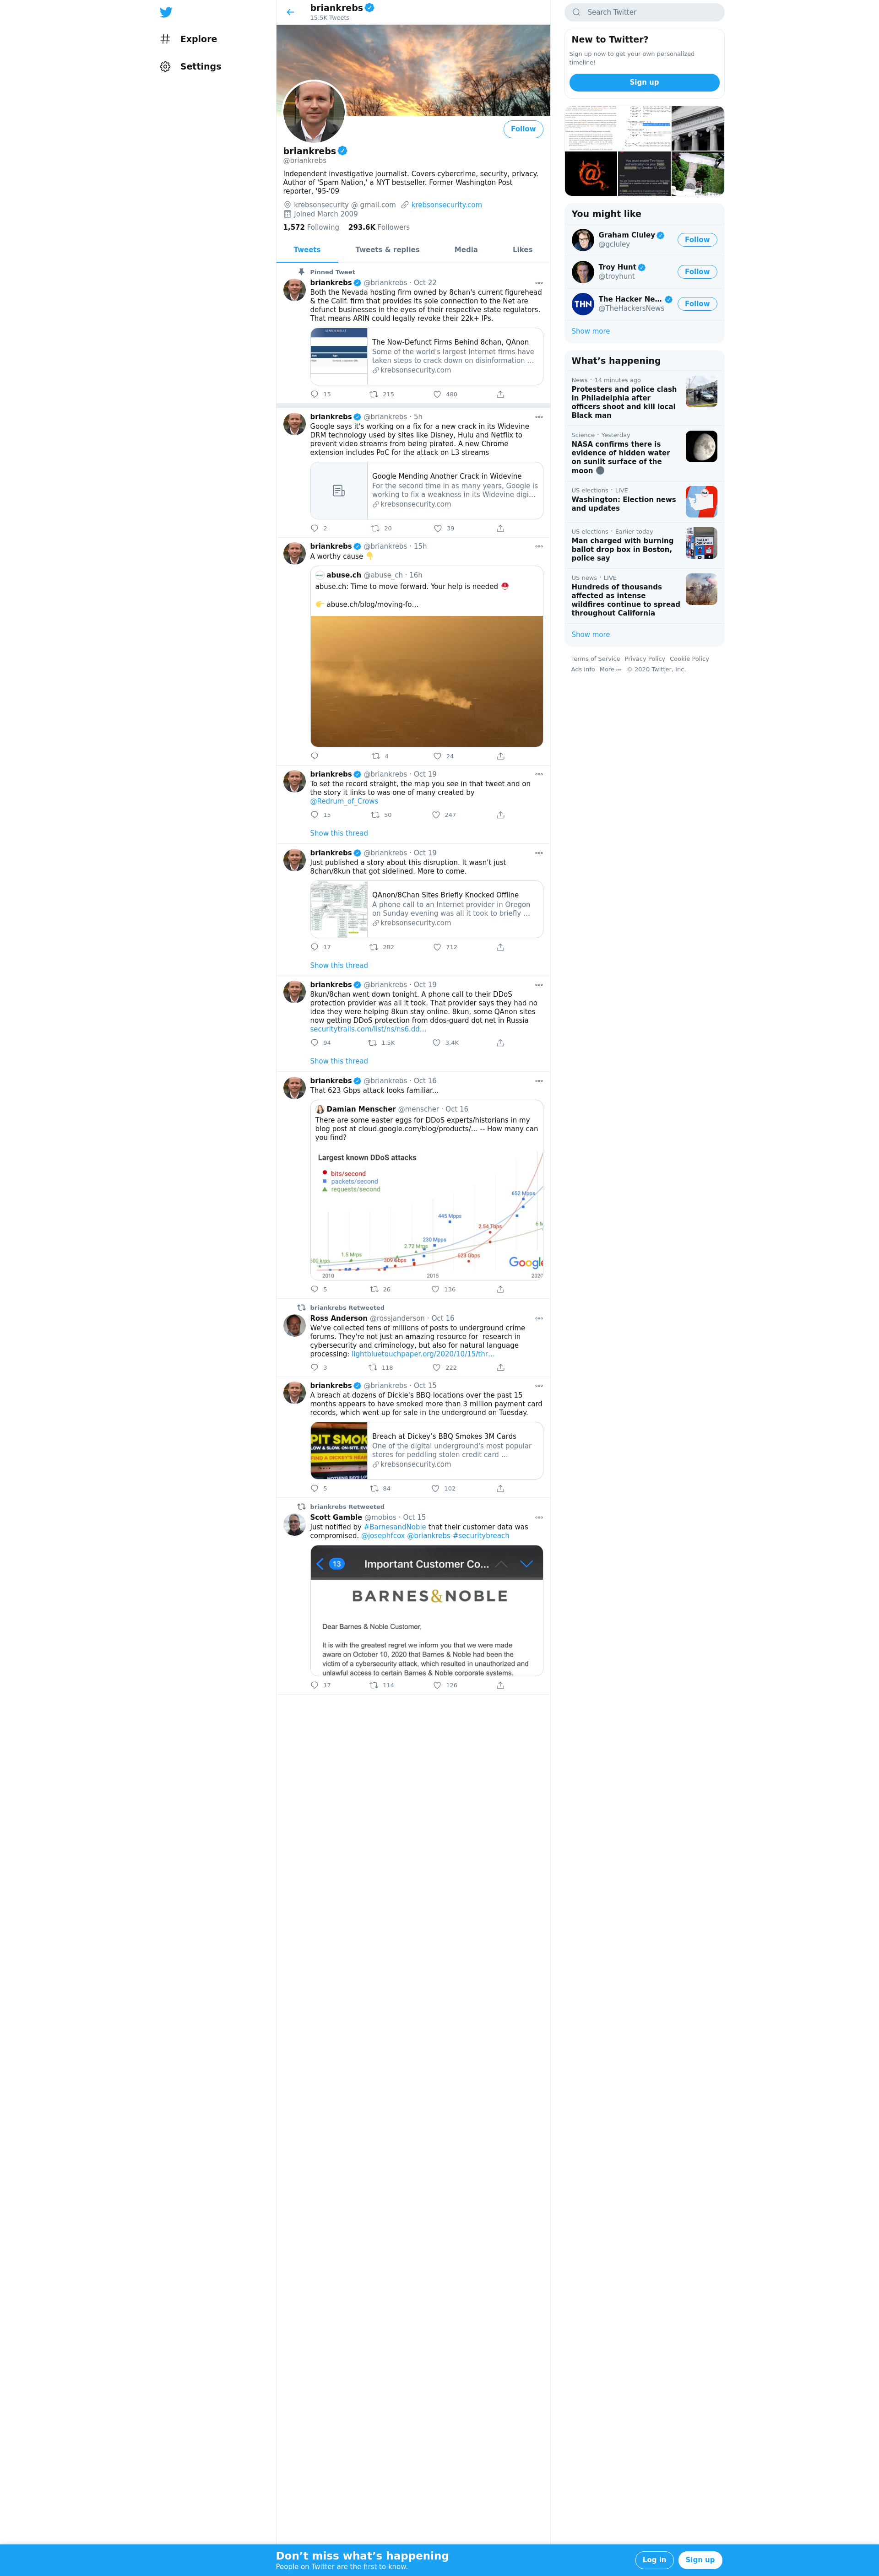 Explore
Settings
briankrebs
15.5K Tweets
Follow
briankrebs
@briankrebs
Independent investigative journalist. Covers cybercrime, security, privacy.
Author of 'Spam Nation,' a NYT bestseller. Former Washington Post
reporter, '95-'09
krebsonsecurity @ gmail.com krebsonsecurity.com
Joined March 2009
1,572 Following 293.6K Followers
Tweets Tweets & replies Media Likes
Pinned Tweet
briankrebs @briankrebs · Oct 22
Both the Nevada hosting firm owned by 8chan's current figurehead
& the Calif. firm that provides its sole connection to the Net are
defunct businesses in the eyes of their respective state regulators.
That means ARIN could legally revoke their 22k+ IPs.
The Now-Defunct Firms Behind 8chan, QAnon
Some of the world's largest Internet firms have
taken steps to crack down on disinformation ...
krebsonsecurity.com
15 215 480
briankrebs @briankrebs · 5h
Google says it's working on a fix for a new crack in its Widevine
DRM technology used by sites like Disney, Hulu and Netflix to
prevent video streams from being pirated. A new Chrome
extension includes PoC for the attack on L3 streams
Google Mending Another Crack in Widevine
For the second time in as many years, Google is
working to fix a weakness in its Widevine digi...
krebsonsecurity.com
2 20 39
briankrebs @briankrebs · 15h
A worthy cause 👇
abuse.ch @abuse_ch · 16h
abuse.ch: Time to move forward. Your help is needed ⛑
👉 abuse.ch/blog/moving-fo...
4 24
briankrebs @briankrebs · Oct 19
To set the record straight, the map you see in that tweet and on
the story it links to was one of many created by
@Redrum_of_Crows
15 50 247
Show this thread
briankrebs @briankrebs · Oct 19
Just published a story about this disruption. It wasn't just
8chan/8kun that got sidelined. More to come.
QAnon/8Chan Sites Briefly Knocked Offline
A phone call to an Internet provider in Oregon
on Sunday evening was all it took to briefly ...
krebsonsecurity.com
17 282 712
Show this thread
briankrebs @briankrebs · Oct 19
8kun/8chan went down tonight. A phone call to their DDoS
protection provider was all it took. That provider says they had no
idea they were helping 8kun stay online. 8kun, some QAnon sites
now getting DDoS protection from ddos-guard dot net in Russia
securitytrails.com/list/ns/ns6.dd...
94 1.5K 3.4K
Show this thread
briankrebs @briankrebs · Oct 16
That 623 Gbps attack looks familiar...
Damian Menscher @menscher · Oct 16
There are some easter eggs for DDoS experts/historians in my
blog post at cloud.google.com/blog/products/... -- How many can
you find?
Largest known DDoS attacks
bits/second
packets/second
requests/second
652 Mpps
445 Mpps
2.54 Tbps
230 Mpps
2.72 Mrps
1.5 Mrps
309 Gbps
623 Gbps
Google
2010 2015 2020
5 26 136
briankrebs Retweeted
Ross Anderson @rossjanderson · Oct 16
We've collected tens of millions of posts to underground crime
forums. They're not just an amazing resource for research in
cybersecurity and criminology, but also for natural language
processing: lightbluetouchpaper.org/2020/10/15/thr...
3 118 222
briankrebs @briankrebs · Oct 15
A breach at dozens of Dickie's BBQ locations over the past 15
months appears to have smoked more than 3 million payment card
records, which went up for sale in the underground on Tuesday.
PIT SMOK
LOW & SLOW. ON-SITE. EV
Breach at Dickey's BBQ Smokes 3M Cards
One of the digital underground's most popular
stores for peddling stolen credit card ...
krebsonsecurity.com
5 84 102
briankrebs Retweeted
Scott Gamble @mobios · Oct 15
Just notified by #BarnesandNoble that their customer data was
compromised. @josephfcox @briankrebs #securitybreach
13 Important Customer Co...
BARNES&NOBLE
Dear Barnes & Noble Customer,
It is with the greatest regret we inform you that we were made
aware on October 10, 2020 that Barnes & Noble had been the
victim of a cybersecurity attack, which resulted in unauthorized and
unlawful access to certain Barnes & Noble corporate systems.
17 114 126
Search Twitter
New to Twitter?
Sign up now to get your own personalized
timeline!
Sign up
You might like
Graham Cluley
@gcluley
Follow
Troy Hunt
@troyhunt
Follow
THN
The Hacker Ne...
@TheHackersNews
Follow
Show more
What's happening
News · 14 minutes ago
Protesters and police clash
in Philadelphia after
officers shoot and kill local
Black man
Science · Yesterday
NASA confirms there is
evidence of hidden water
on sunlit surface of the
moon 🌑
US elections · LIVE
Washington: Election news
and updates
US elections · Earlier today
Man charged with burning
ballot drop box in Boston,
police say
US news · LIVE
Hundreds of thousands
affected as intense
wildfires continue to spread
throughout California
Show more
Terms of Service Privacy Policy Cookie Policy
Ads info More ··· © 2020 Twitter, Inc.
Don't miss what's happening
People on Twitter are the first to know.
Log in Sign up